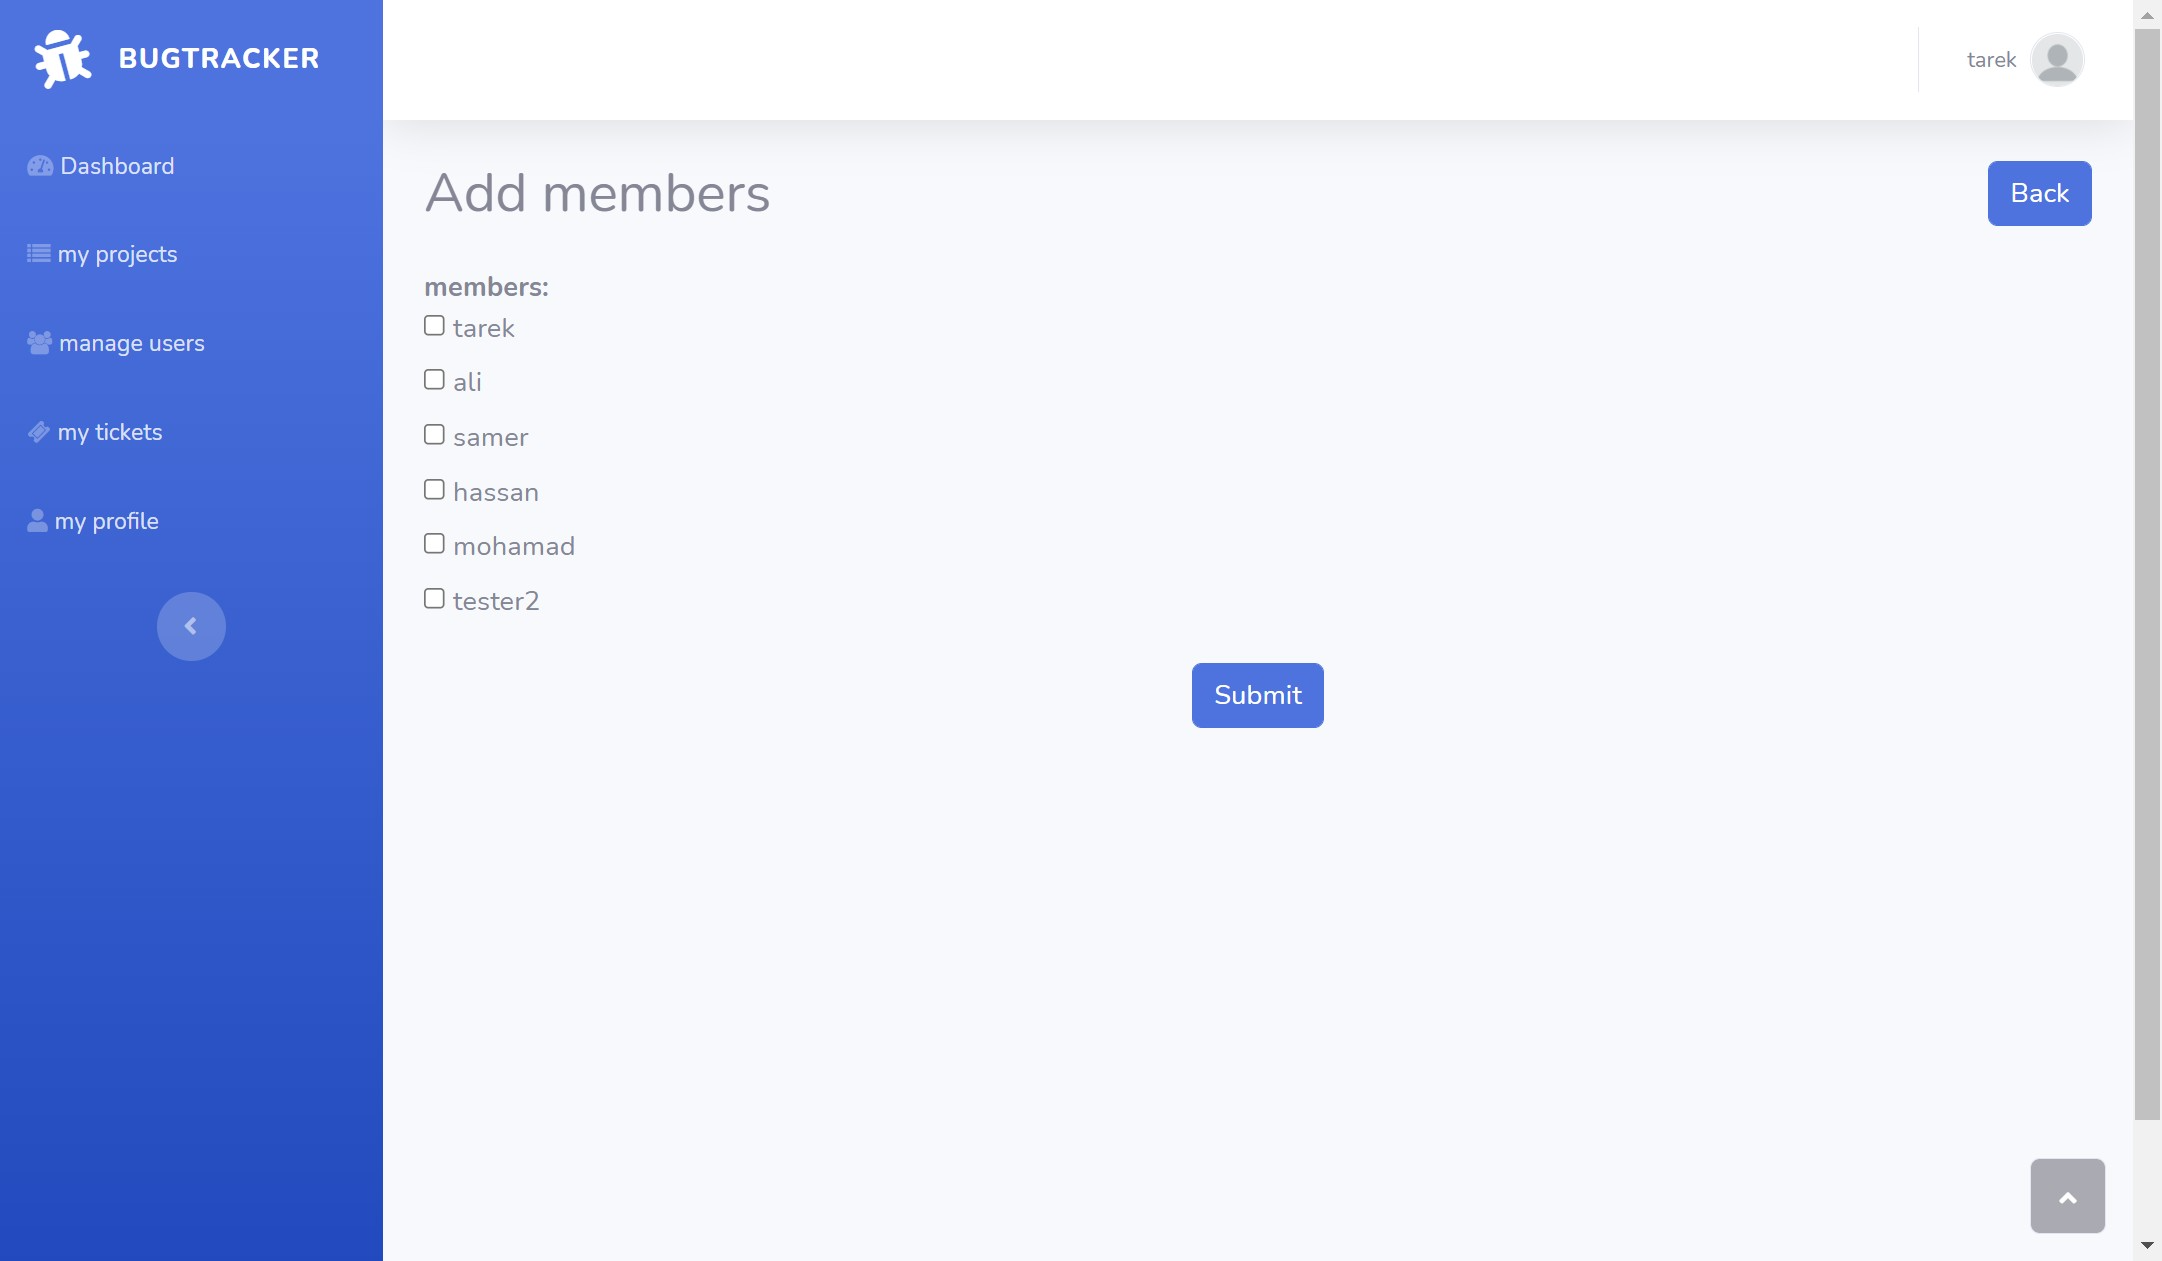 BUGTRACKER
Dashboard
my projects
manage users
my tickets
my profile
tarek
Add members
Back
members:
tarek
ali
samer
hassan
mohamad
tester2
Submit